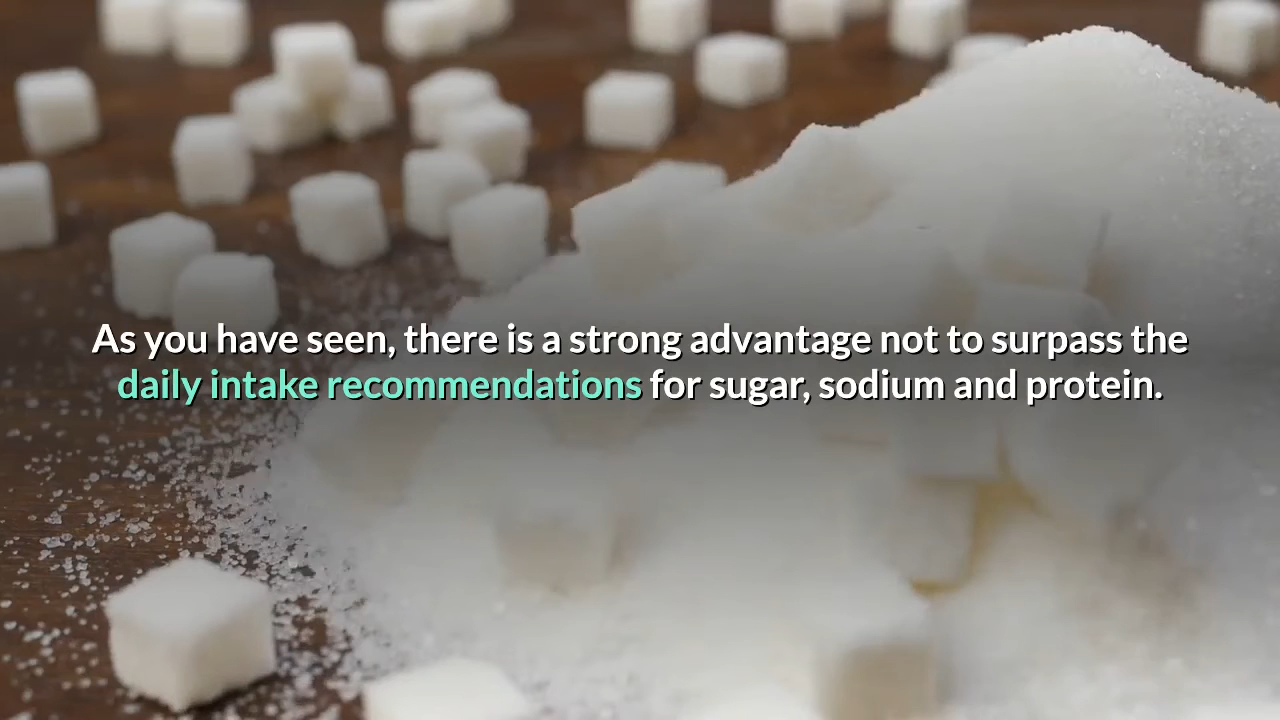 As you have seen, there is a strong advantage not to surpass the
daily intake recommendations for sugar, sodium and protein.